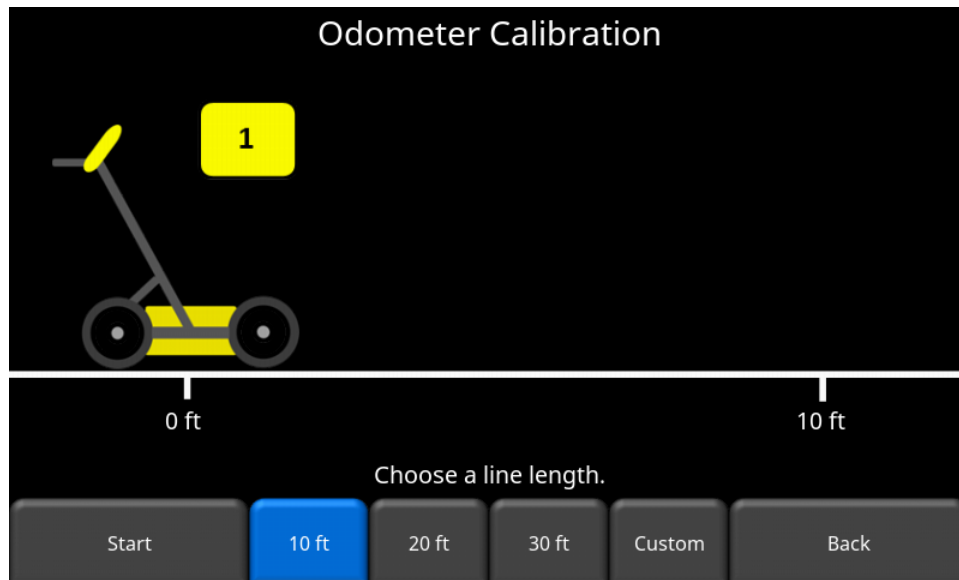 Odometer Calibration
1
0 ft
10 ft
Choose a line length.
Start
10 ft
20 ft
30 ft
Custom
Back